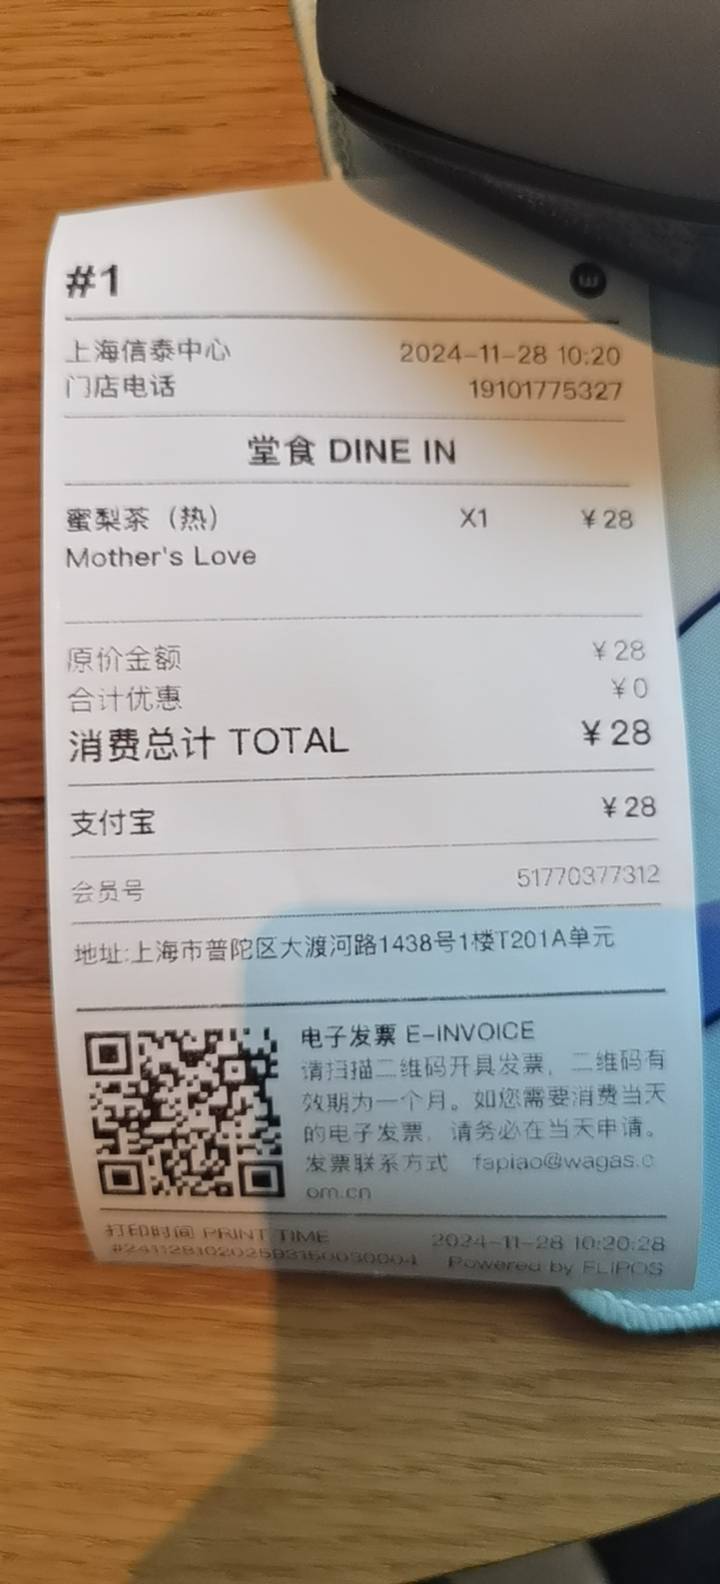 #1
上海信泰中心 2024-11-28 10:20
门店电话 19101775327
堂食 DINE IN
蜜梨茶（热） X1 ¥28
Mother's Love
原价金额 ¥28
合计优惠 ¥0
消费总计 TOTAL ¥28
支付宝 ¥28
会员号 51770377312
地址:上海市普陀区大渡河路1438号1楼T201A单元
电子发票 E-INVOICE
请扫描二维码开具发票，二维码有
效期为一个月。如您需要消费当天
的电子发票，请务必在当天申请。
发票联系方式 fapiao@wagas.c
om.cn
打印时间 PRINT TIME 2024-11-28 10:20:28
Powered by FLIPOS